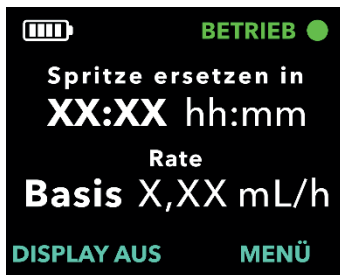 BETRIEB
Spritze ersetzen in
XX:XX hh:mm
Rate
Basis X,XX mL/h
DISPLAY AUS MENÜ